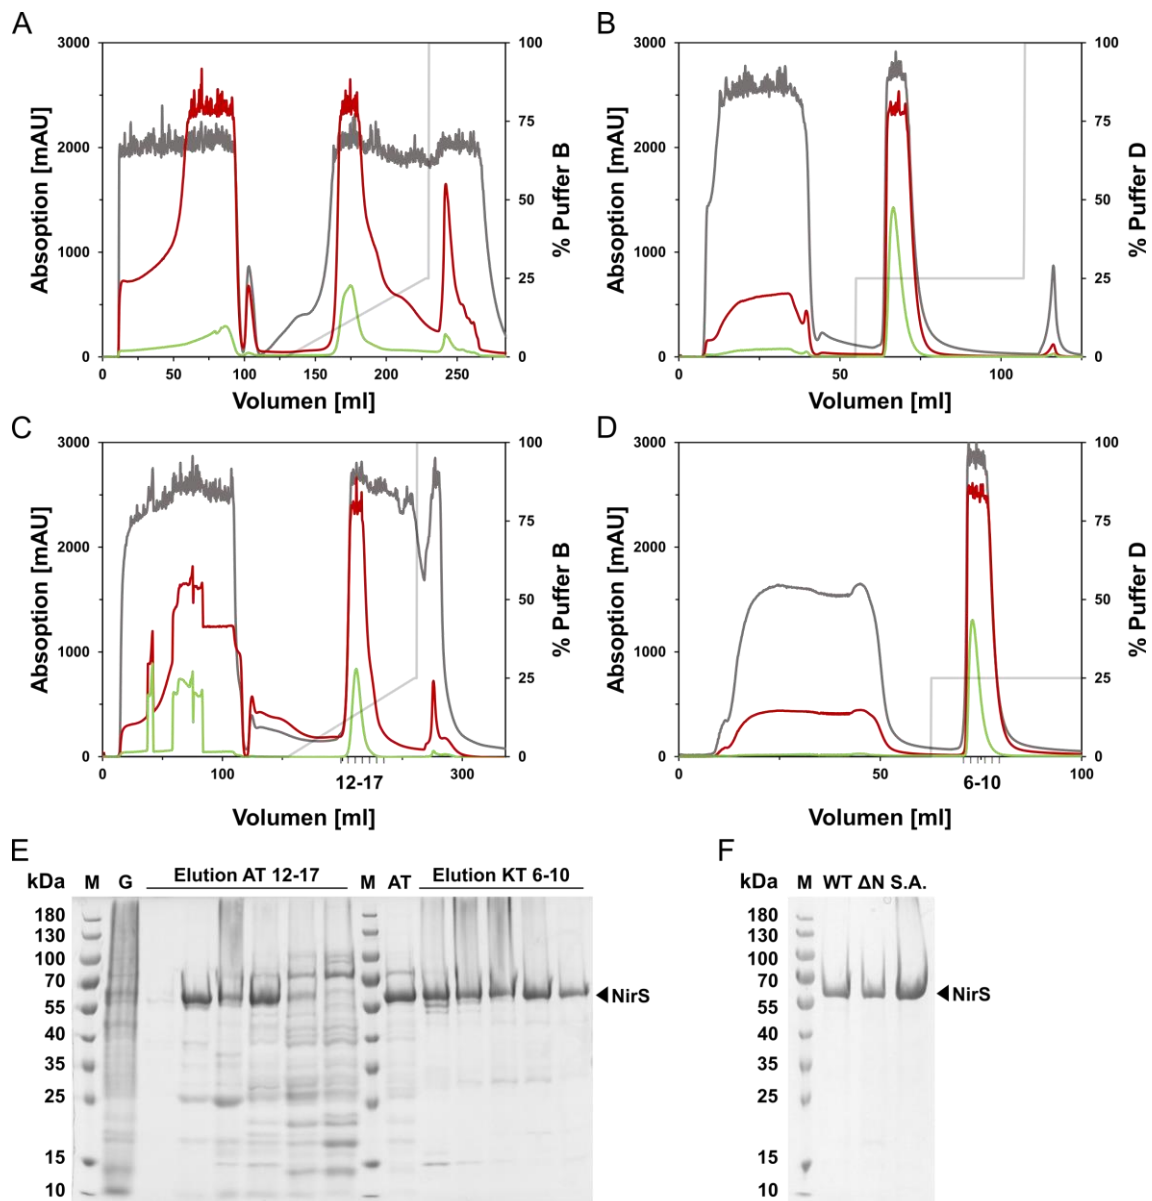 A
B
3000
2000
1000
0
100
75
50
25
0
Absoption [mAU]
% Puffer B
0 50 100 150 200 250
Volumen [ml]
3000
2000
1000
0
100
75
50
25
0
Absoption [mAU]
% Puffer D
0 50 100
Volumen [ml]
C
D
3000
2000
1000
0
100
75
50
25
0
Absoption [mAU]
% Puffer B
0 100 300
12-17
Volumen [ml]
3000
2000
1000
0
100
75
50
25
0
Absoption [mAU]
% Puffer D
0 50 100
6-10
Volumen [ml]
E
kDa M G Elution AT 12-17 M AT Elution KT 6-10
180
130
100
70
55
40
35
25
15
10
NirS
F
kDa M WT ΔN S.A.
180
130
100
70
55
40
35
25
15
10
NirS